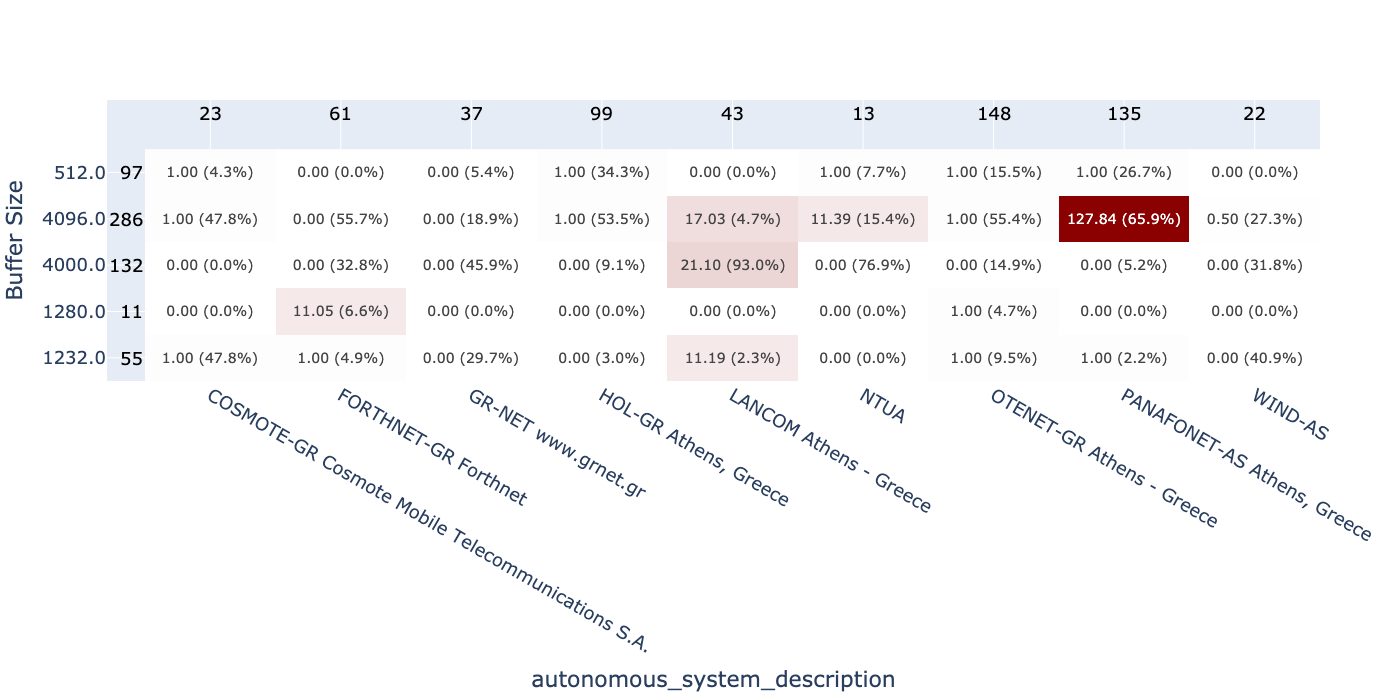 23 61 37 99 43 13 148 135 22
512.0 97 1.00 (4.3%) 0.00 (0.0%) 0.00 (5.4%) 1.00 (34.3%) 0.00 (0.0%) 1.00 (7.7%) 1.00 (15.5%) 1.00 (26.7%) 0.00 (0.0%)
4096.0 286 1.00 (47.8%) 0.00 (55.7%) 0.00 (18.9%) 1.00 (53.5%) 17.03 (4.7%) 11.39 (15.4%) 1.00 (55.4%) 127.84 (65.9%) 0.50 (27.3%)
4000.0 132 0.00 (0.0%) 0.00 (32.8%) 0.00 (45.9%) 0.00 (9.1%) 21.10 (93.0%) 0.00 (76.9%) 0.00 (14.9%) 0.00 (5.2%) 0.00 (31.8%)
1280.0 11 0.00 (0.0%) 11.05 (6.6%) 0.00 (0.0%) 0.00 (0.0%) 0.00 (0.0%) 0.00 (0.0%) 1.00 (4.7%) 0.00 (0.0%) 0.00 (0.0%)
1232.0 55 1.00 (47.8%) 1.00 (4.9%) 0.00 (29.7%) 0.00 (3.0%) 11.19 (2.3%) 0.00 (0.0%) 1.00 (9.5%) 1.00 (2.2%) 0.00 (40.9%)
Buffer Size
COSMOTE-GR Cosmote Mobile Telecommunications S.A.
FORTHNET-GR Forthnet
GR-NET www.grnet.gr
HOL-GR Athens, Greece
LANCOM Athens - Greece
NTUA
OTENET-GR Athens - Greece
PANAFONET-AS Athens, Greece
WIND-AS
autonomous_system_description